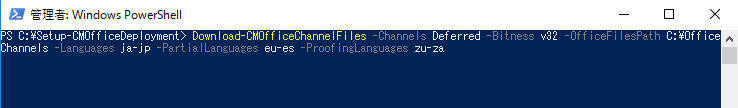 管理者: Windows PowerShell
PS C:¥Setup-CMOfficeDeployment> Download-CMOfficeChannelFiles -Channels Deferred -Bitness v32 -OfficeFilesPath C:¥Office
Channels -Languages ja-jp -PartialLanguages eu-es -ProofingLanguages zu-za